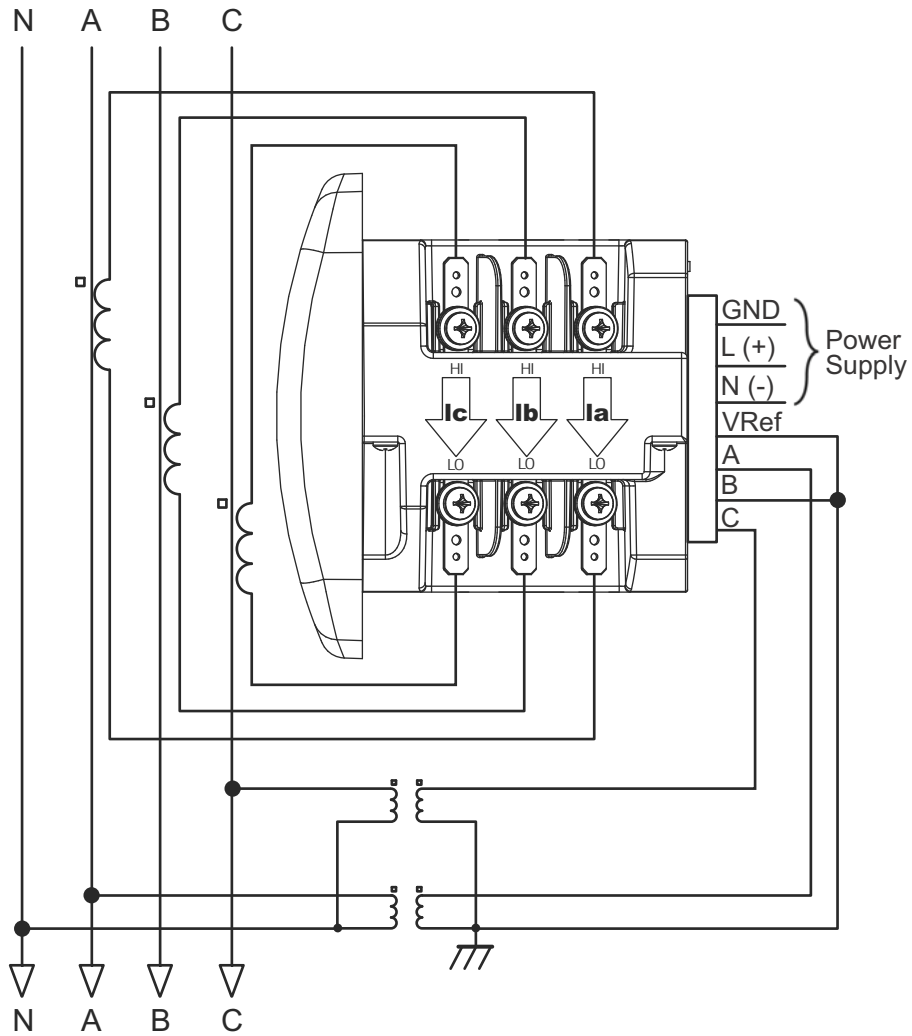 N A B C
GND
L (+)
N (-)
Power
Supply
VRef
A
B
C
HI HI HI
Ic Ib Ia
LO LO LO
N A B C